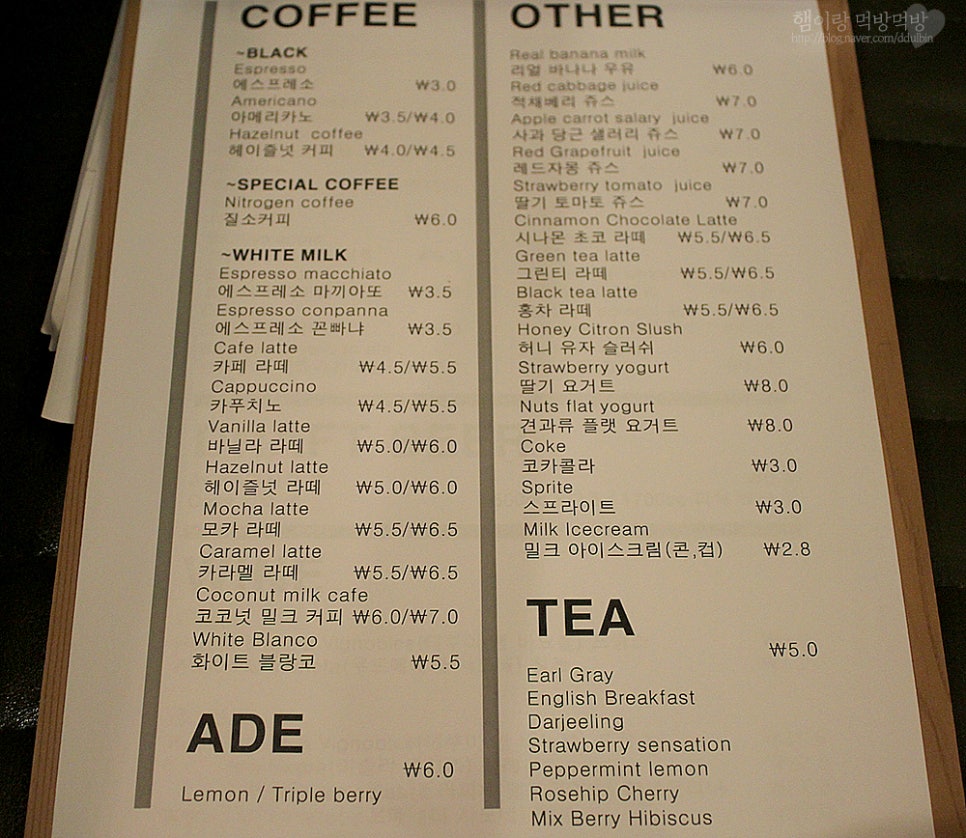 COFFEE
~BLACK
Espresso
에스프레소 ₩3.0
Americano
아메리카노 ₩3.5/₩4.0
Hazelnut coffee
헤이즐넛 커피 ₩4.0/₩4.5
~SPECIAL COFFEE
Nitrogen coffee
질소커피 ₩6.0
~WHITE MILK
Espresso macchiato
에스프레소 마끼아또 ₩3.5
Espresso conpanna
에스프레소 꼰빠냐 ₩3.5
Cafe latte
카페 라떼 ₩4.5/₩5.5
Cappuccino
카푸치노 ₩4.5/₩5.5
Vanilla latte
바닐라 라떼 ₩5.0/₩6.0
Hazelnut latte
헤이즐넛 라떼 ₩5.0/₩6.0
Mocha latte
모카 라떼 ₩5.5/₩6.5
Caramel latte
카라멜 라떼 ₩5.5/₩6.5
Coconut milk cafe
코코넛 밀크 커피 ₩6.0/₩7.0
White Blanco
화이트 블랑코 ₩5.5
ADE
₩6.0
Lemon / Triple berry
OTHER
Real banana milk
리얼 바나나 우유 ₩6.0
Red cabbage juice
적채베리 쥬스 ₩7.0
Apple carrot salary juice
사과 당근 샐러리 쥬스 ₩7.0
Red Grapefruit juice
레드자몽 쥬스 ₩7.0
Strawberry tomato juice
딸기 토마토 쥬스 ₩7.0
Cinnamon Chocolate Latte
시나몬 초코 라떼 ₩5.5/₩6.5
Green tea latte
그린티 라떼 ₩5.5/₩6.5
Black tea latte
홍차 라떼 ₩5.5/₩6.5
Honey Citron Slush
허니 유자 슬러쉬 ₩6.0
Strawberry yogurt
딸기 요거트 ₩8.0
Nuts flat yogurt
견과류 플랫 요거트 ₩8.0
Coke
코카콜라 ₩3.0
Sprite
스프라이트 ₩3.0
Milk Icecream
밀크 아이스크림(콘,컵) ₩2.8
TEA
₩5.0
Earl Gray
English Breakfast
Darjeeling
Strawberry sensation
Peppermint lemon
Rosehip Cherry
Mix Berry Hibiscus
햄이랑 먹방먹방
http://blog.naver.com/ddulbin